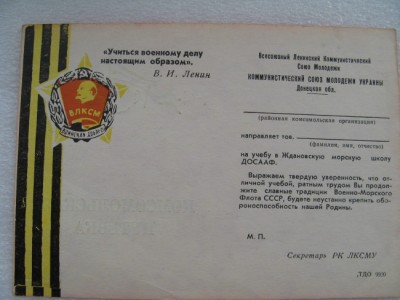 «Учиться военному делу
настоящим образом».
В. И. Ленин
ВЛКСМ
Всесоюзный Ленинский Коммунистический
Союз Молодежи
КОММУНИСТИЧЕСКИЙ СОЮЗ МОЛОДЕЖИ УКРАИНЫ
Донецкая обл.
(районная комсомольская организация)
направляет тов.
(фамилия, имя, отчество)
на учебу в Ждановскую морскую школу
ДОСААФ.
Выражаем твердую уверенность, что от-
личной учебой, ратным трудом Вы продол-
жите славные традиции Военно-Морского
Флота СССР, будете неустанно крепить обо-
роноспособность нашей Родины.
М. П.
Секретарь РК ЛКСМУ